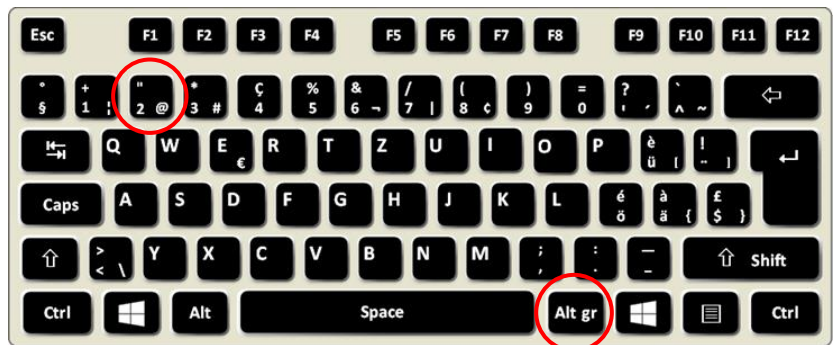 Esc F1 F2 F3 F4 F5 F6 F7 F8 F9 F10 F11 F12
° + " * Ç % & / ( ) = ? `
§ 1 ¦ 2 @ 3 # 4 5 6 ¬ 7 | 8 ¢ 9 0 ' ´ ^ ~
Q W E € R T Z U I O P è ü [ ! ¨ ]
Caps A S D F G H J K L é ö à ä { £ $ }
> < \ Y X C V B N M ; , : . — - Shift
Ctrl Alt Space Alt gr Ctrl